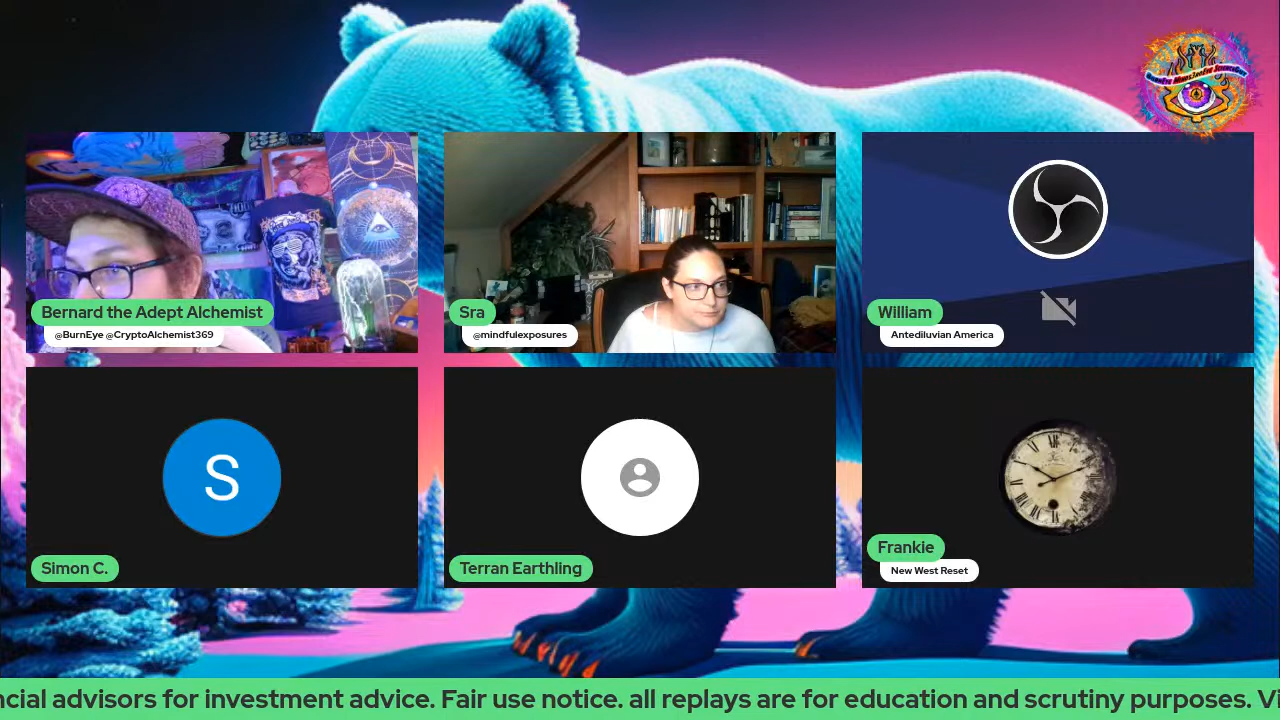 Bernard the Adept Alchemist
@BurnEye @CryptoAlchemist369
Sra
@mindfulexposures
William
Antediluvian America
S
Simon C.
Terran Earthling
Frankie
New West Reset
ncial advisors for investment advice. Fair use notice. all replays are for education and scrutiny purposes. Vi